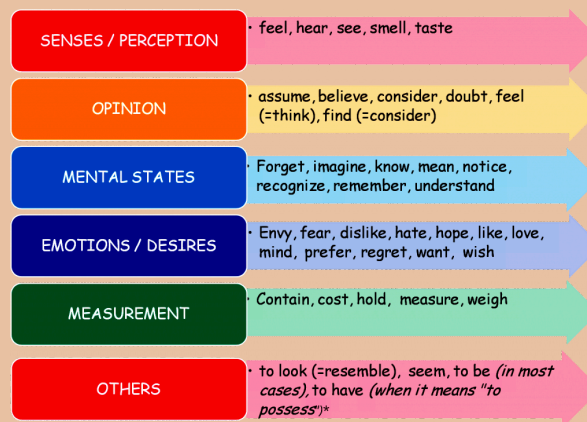 SENSES / PERCEPTION
• feel, hear, see, smell, taste
OPINION
• assume, believe, consider, doubt, feel
(=think), find (=consider)
MENTAL STATES
• Forget, imagine, know, mean, notice,
recognize, remember, understand
EMOTIONS / DESIRES
• Envy, fear, dislike, hate, hope, like, love,
mind, prefer, regret, want, wish
MEASUREMENT
• Contain, cost, hold, measure, weigh
OTHERS
• to look (=resemble), seem, to be (in most
cases), to have (when it means "to
possess")*